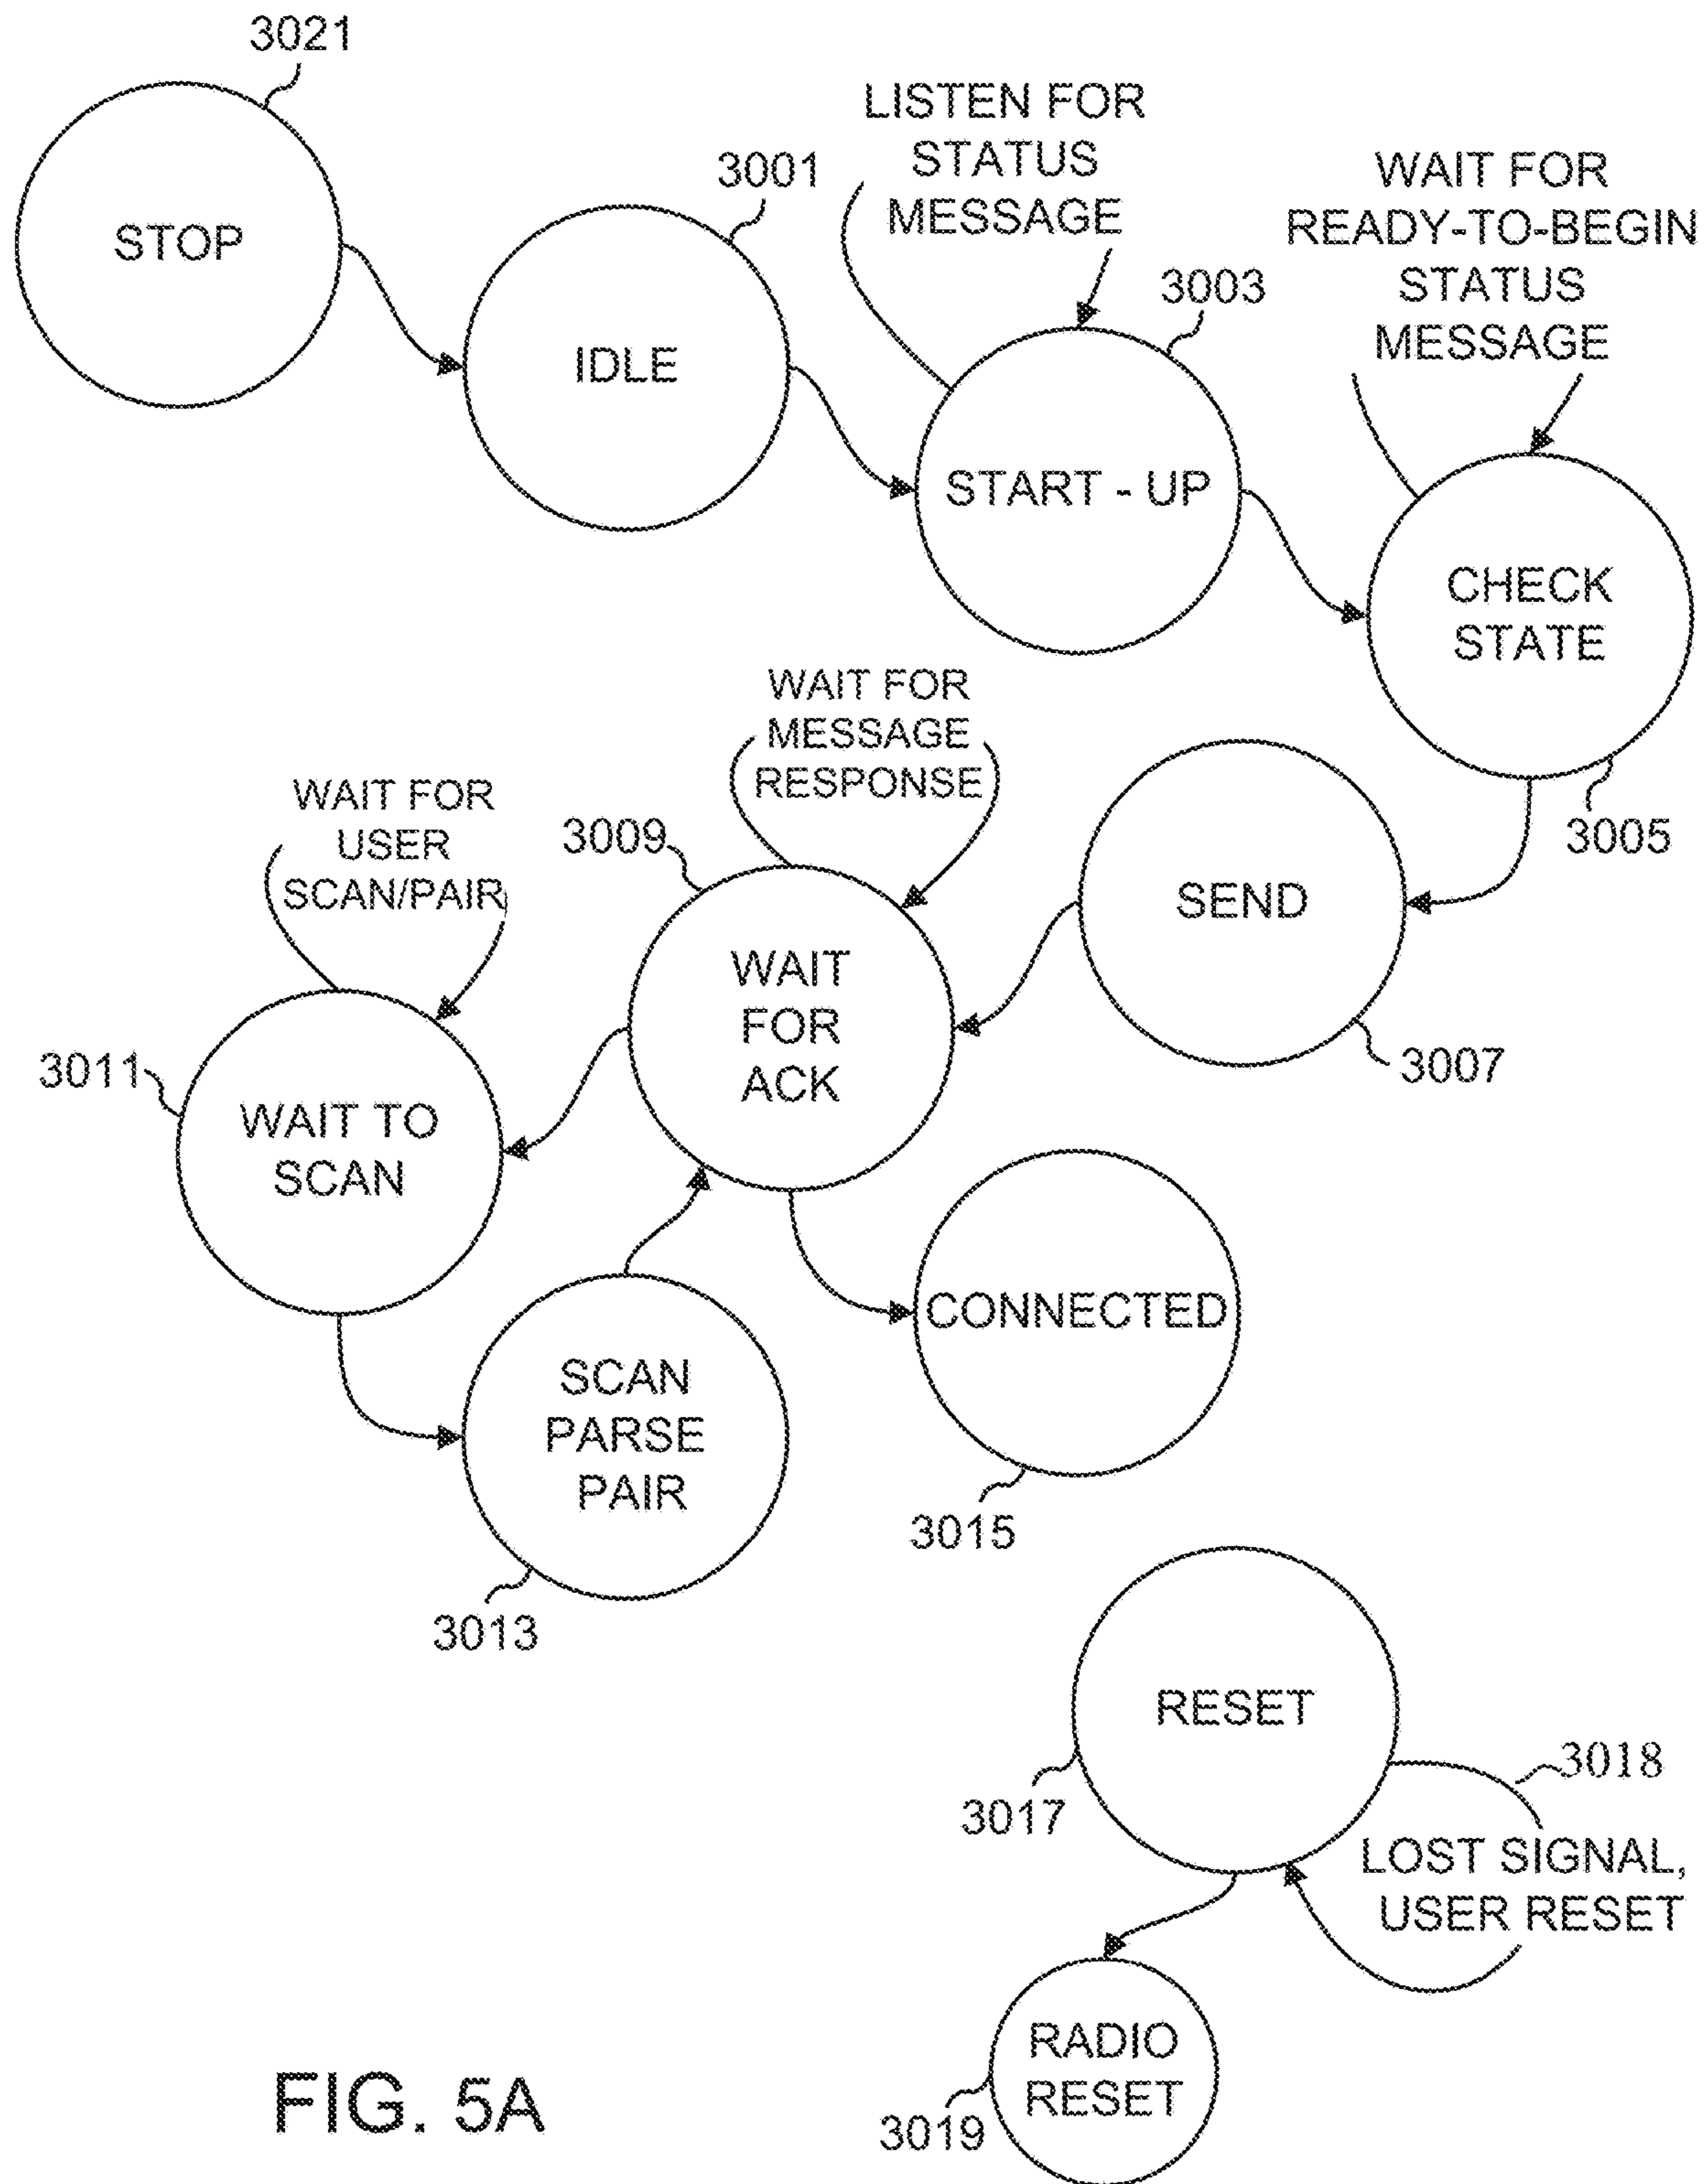 3021
STOP
3001
IDLE
LISTEN FOR
STATUS
MESSAGE
3003
START - UP
WAIT FOR
READY-TO-BEGIN
STATUS
MESSAGE
CHECK
STATE
3005
SEND
3007
WAIT FOR
MESSAGE
RESPONSE
3009
WAIT
FOR
ACK
WAIT FOR
USER
SCAN/PAIR
3011
WAIT TO
SCAN
SCAN
PARSE
PAIR
3013
CONNECTED
3015
RESET
3017
3018
LOST SIGNAL,
USER RESET
RADIO
RESET
3019
FIG. 5A